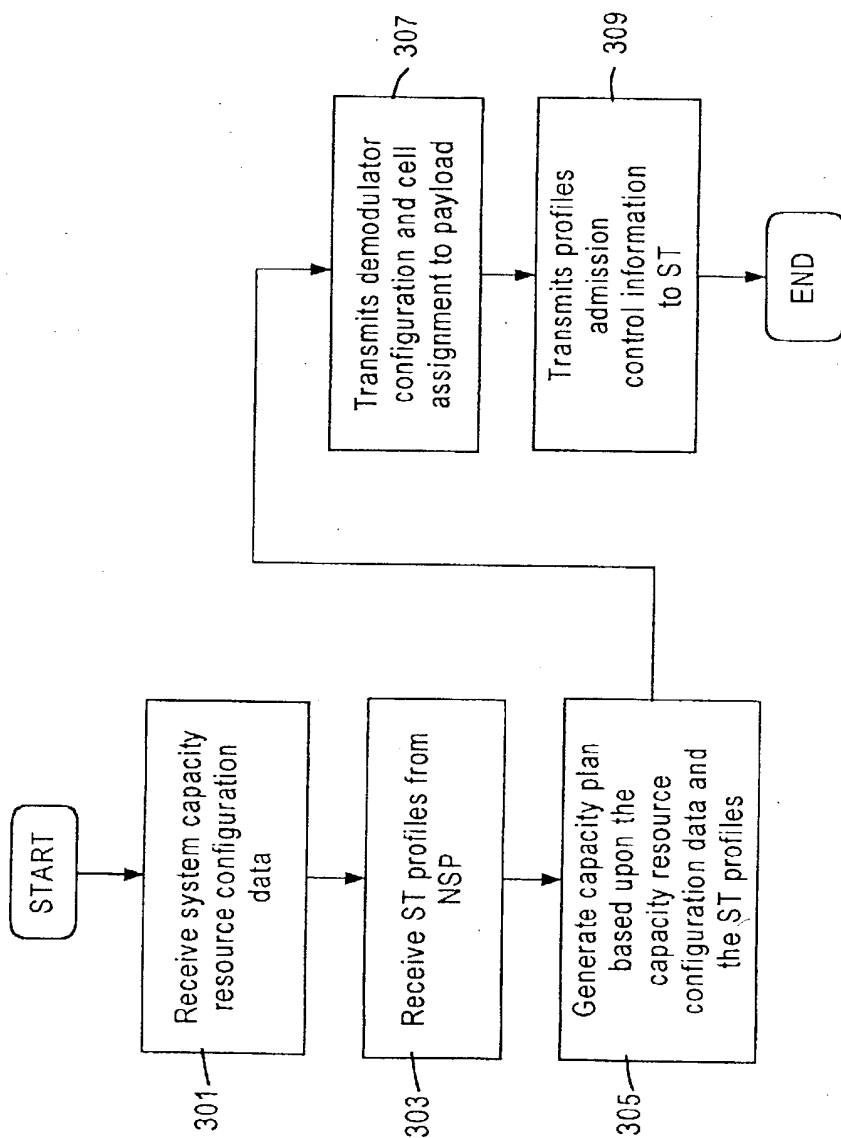 START
301
Receive system capacity
resource configuration
data
303
Receive ST profiles from
NSP
305
Generate capacity plan
based upon the
capacity resource
configuration data and
the ST profiles
307
Transmits demodulator
configuration and cell
assignment to payload
309
Transmits profiles
admission
control information
to ST
END